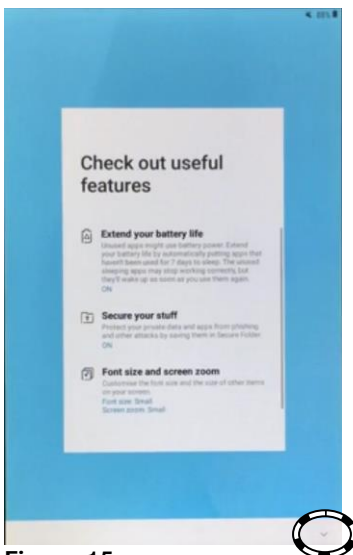 Check out useful
features
Extend your battery life
Unused apps might use battery power. Extend
your battery life by automatically putting apps that
haven't been used for 7 days to sleep. The unused
sleeping apps may stop working correctly, but
they'll wake up as soon as you use them again.
ON
Secure your stuff
Protect your private data and apps from phishing
and other attacks by saving them in Secure Folder.
ON
Font size and screen zoom
Customise the font size and the size of other items
on your screen.
Font size: Small
Screen zoom: Small